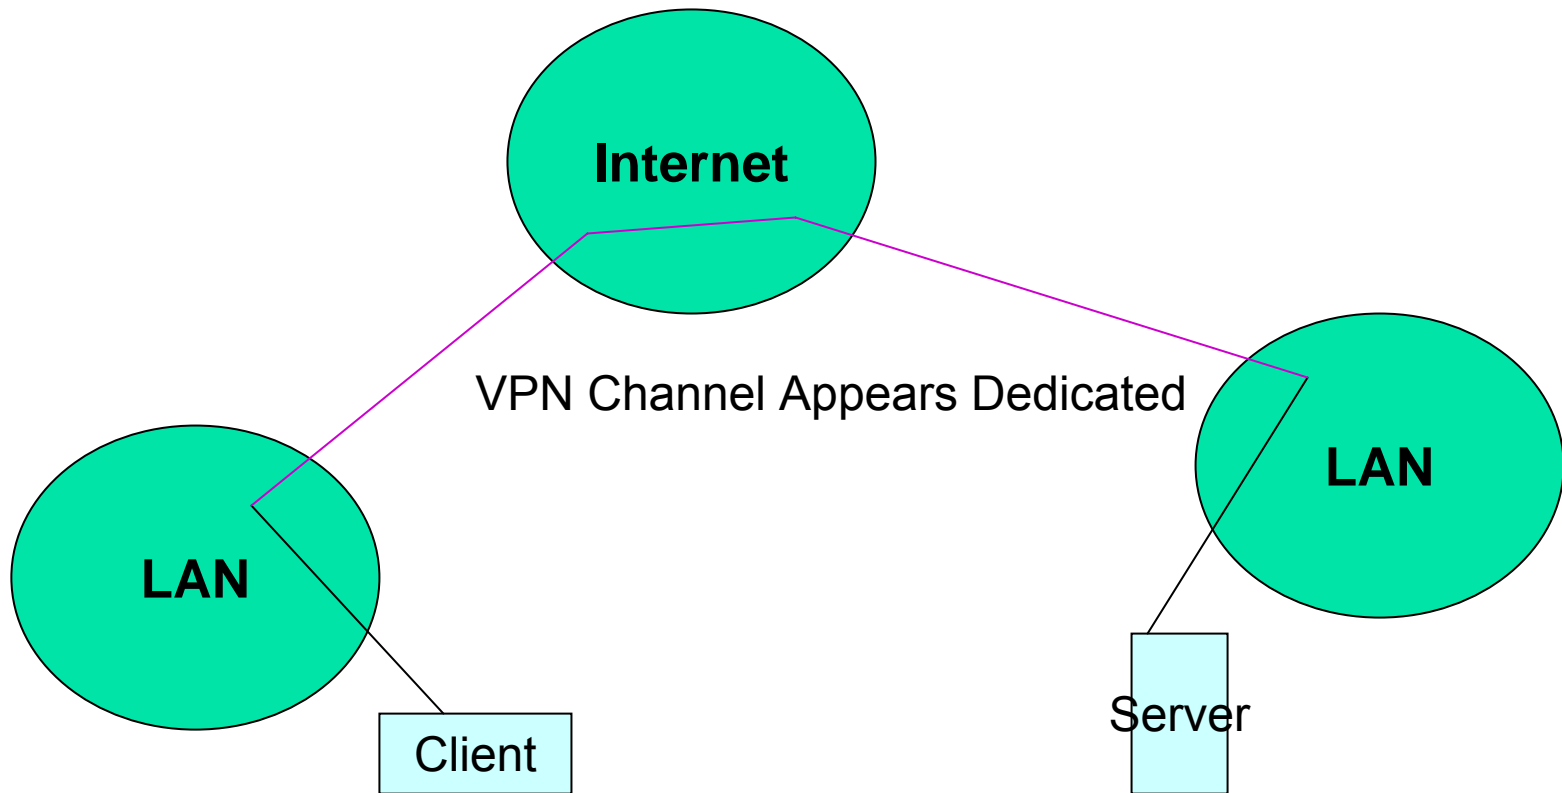 Internet
VPN Channel Appears Dedicated
LAN
LAN
Server
Client